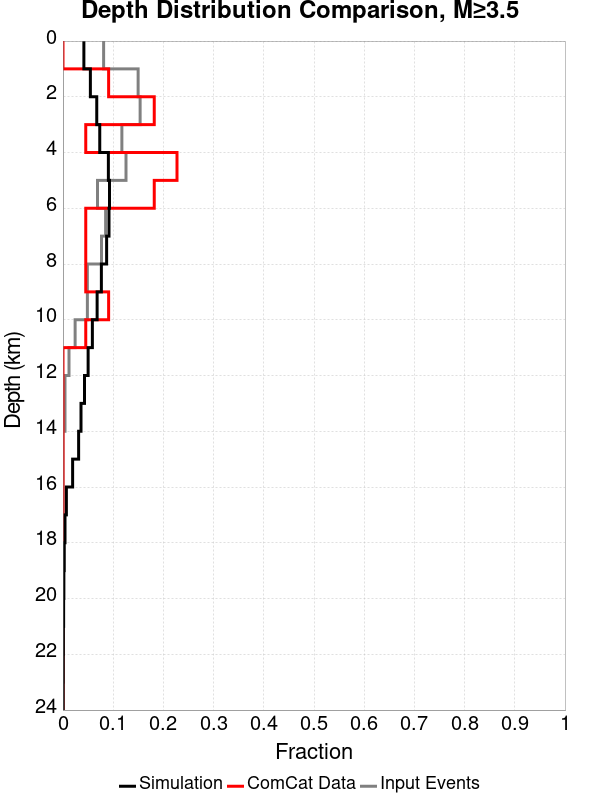 Depth Distribution Comparison, M≥3.5
0
2
4
6
8
10
12
14
16
18
20
22
24
Depth (km)
0 0.1 0.2 0.3 0.4 0.5 0.6 0.7 0.8 0.9 1
Fraction
Simulation ComCat Data Input Events